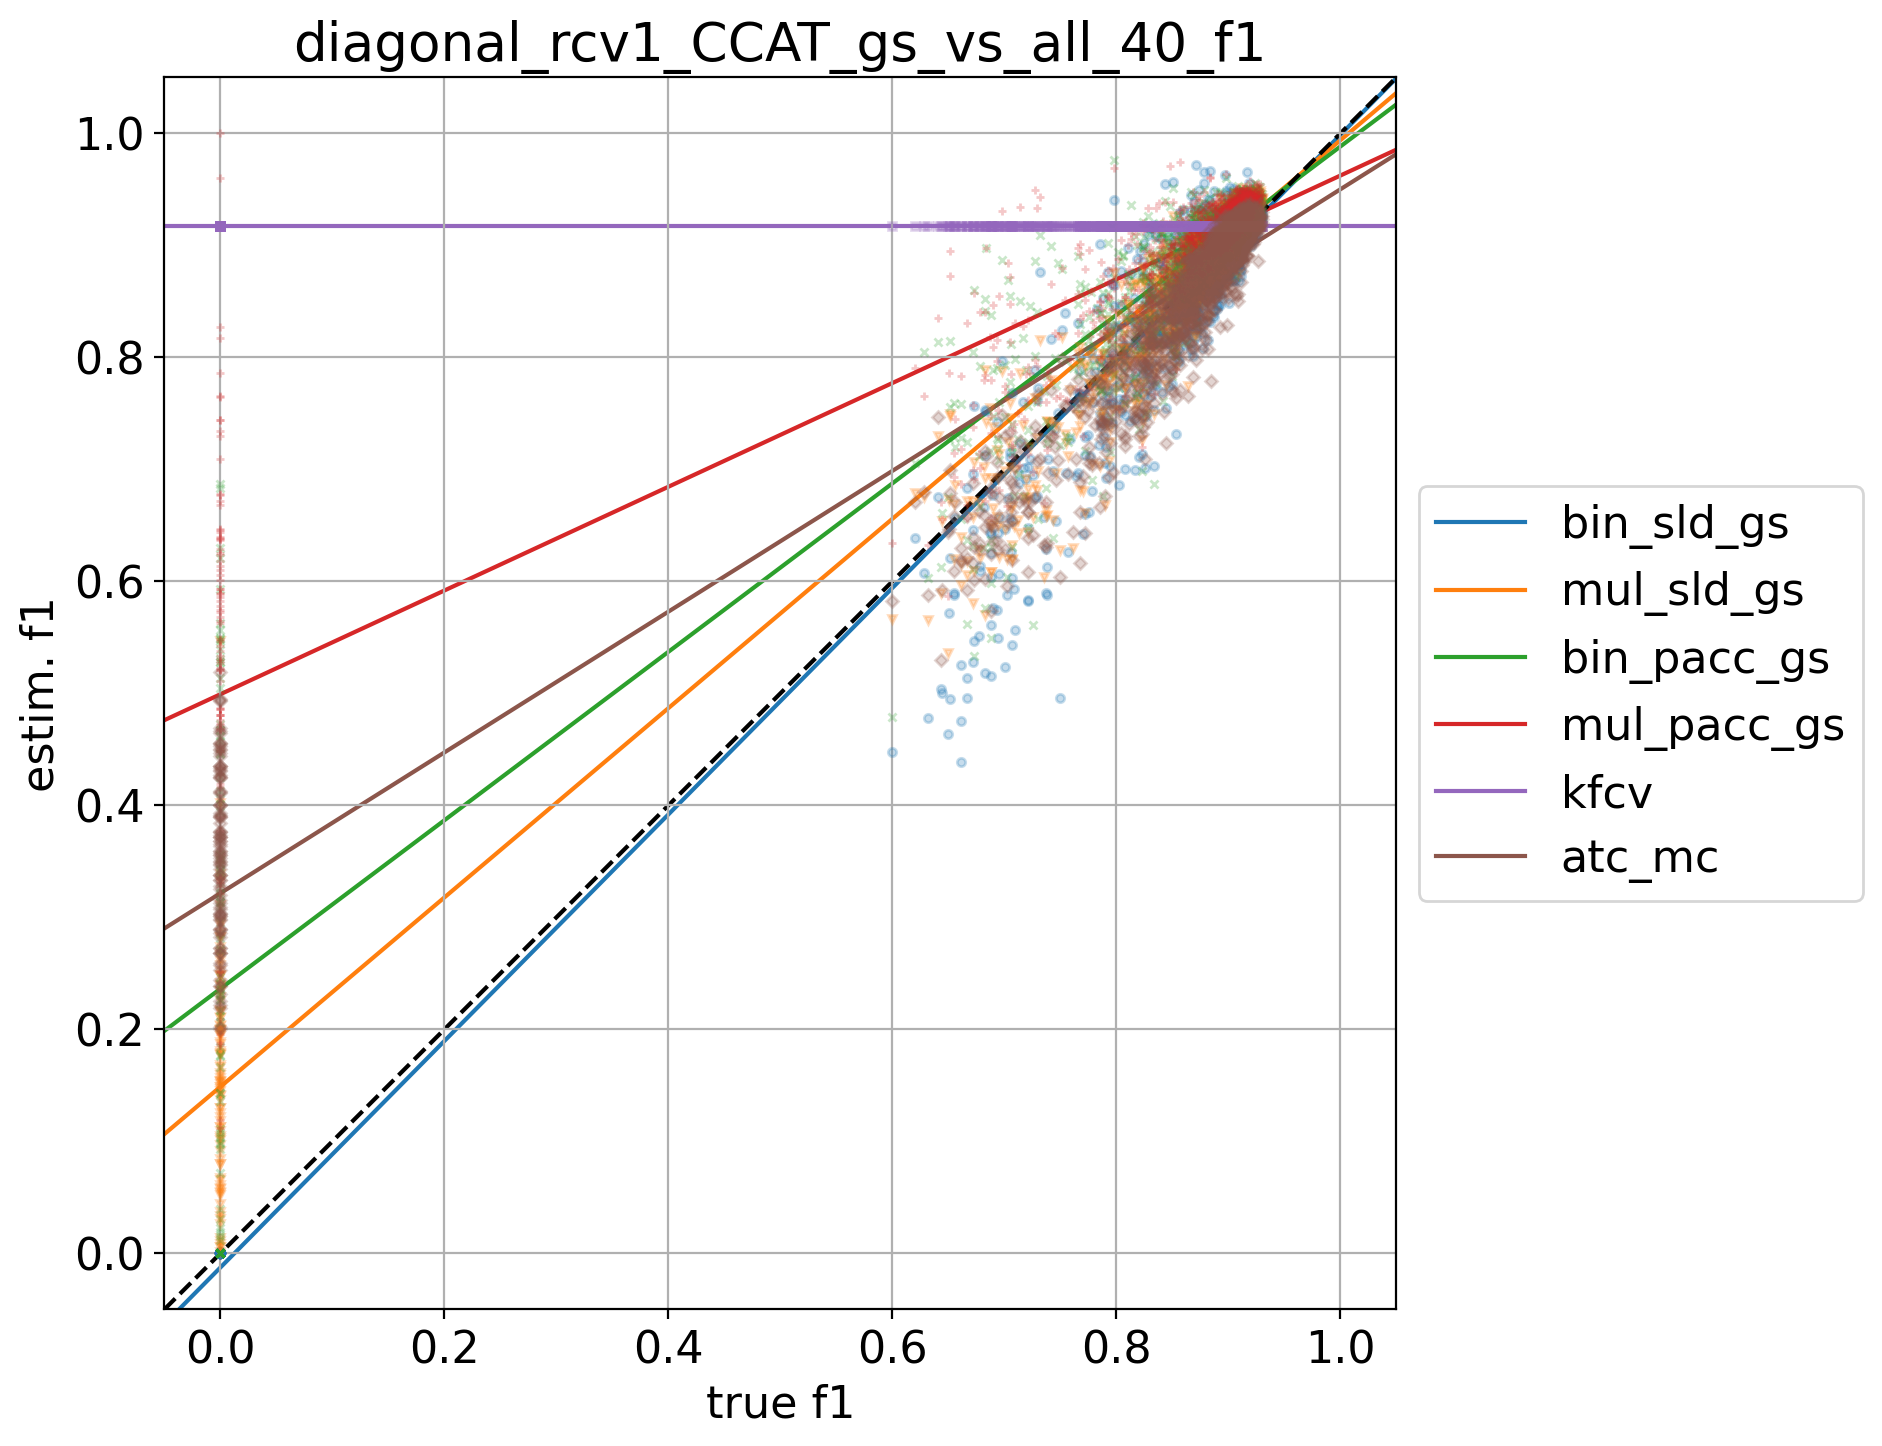 diagonal_rcv1_CCAT_gs_vs_all_40_f1
1.0
0.8
0.6
0.4
0.2
0.0
estim. f1
0.0 0.2 0.4 0.6 0.8 1.0
true f1
bin_sld_gs
mul_sld_gs
bin_pacc_gs
mul_pacc_gs
kfcv
atc_mc